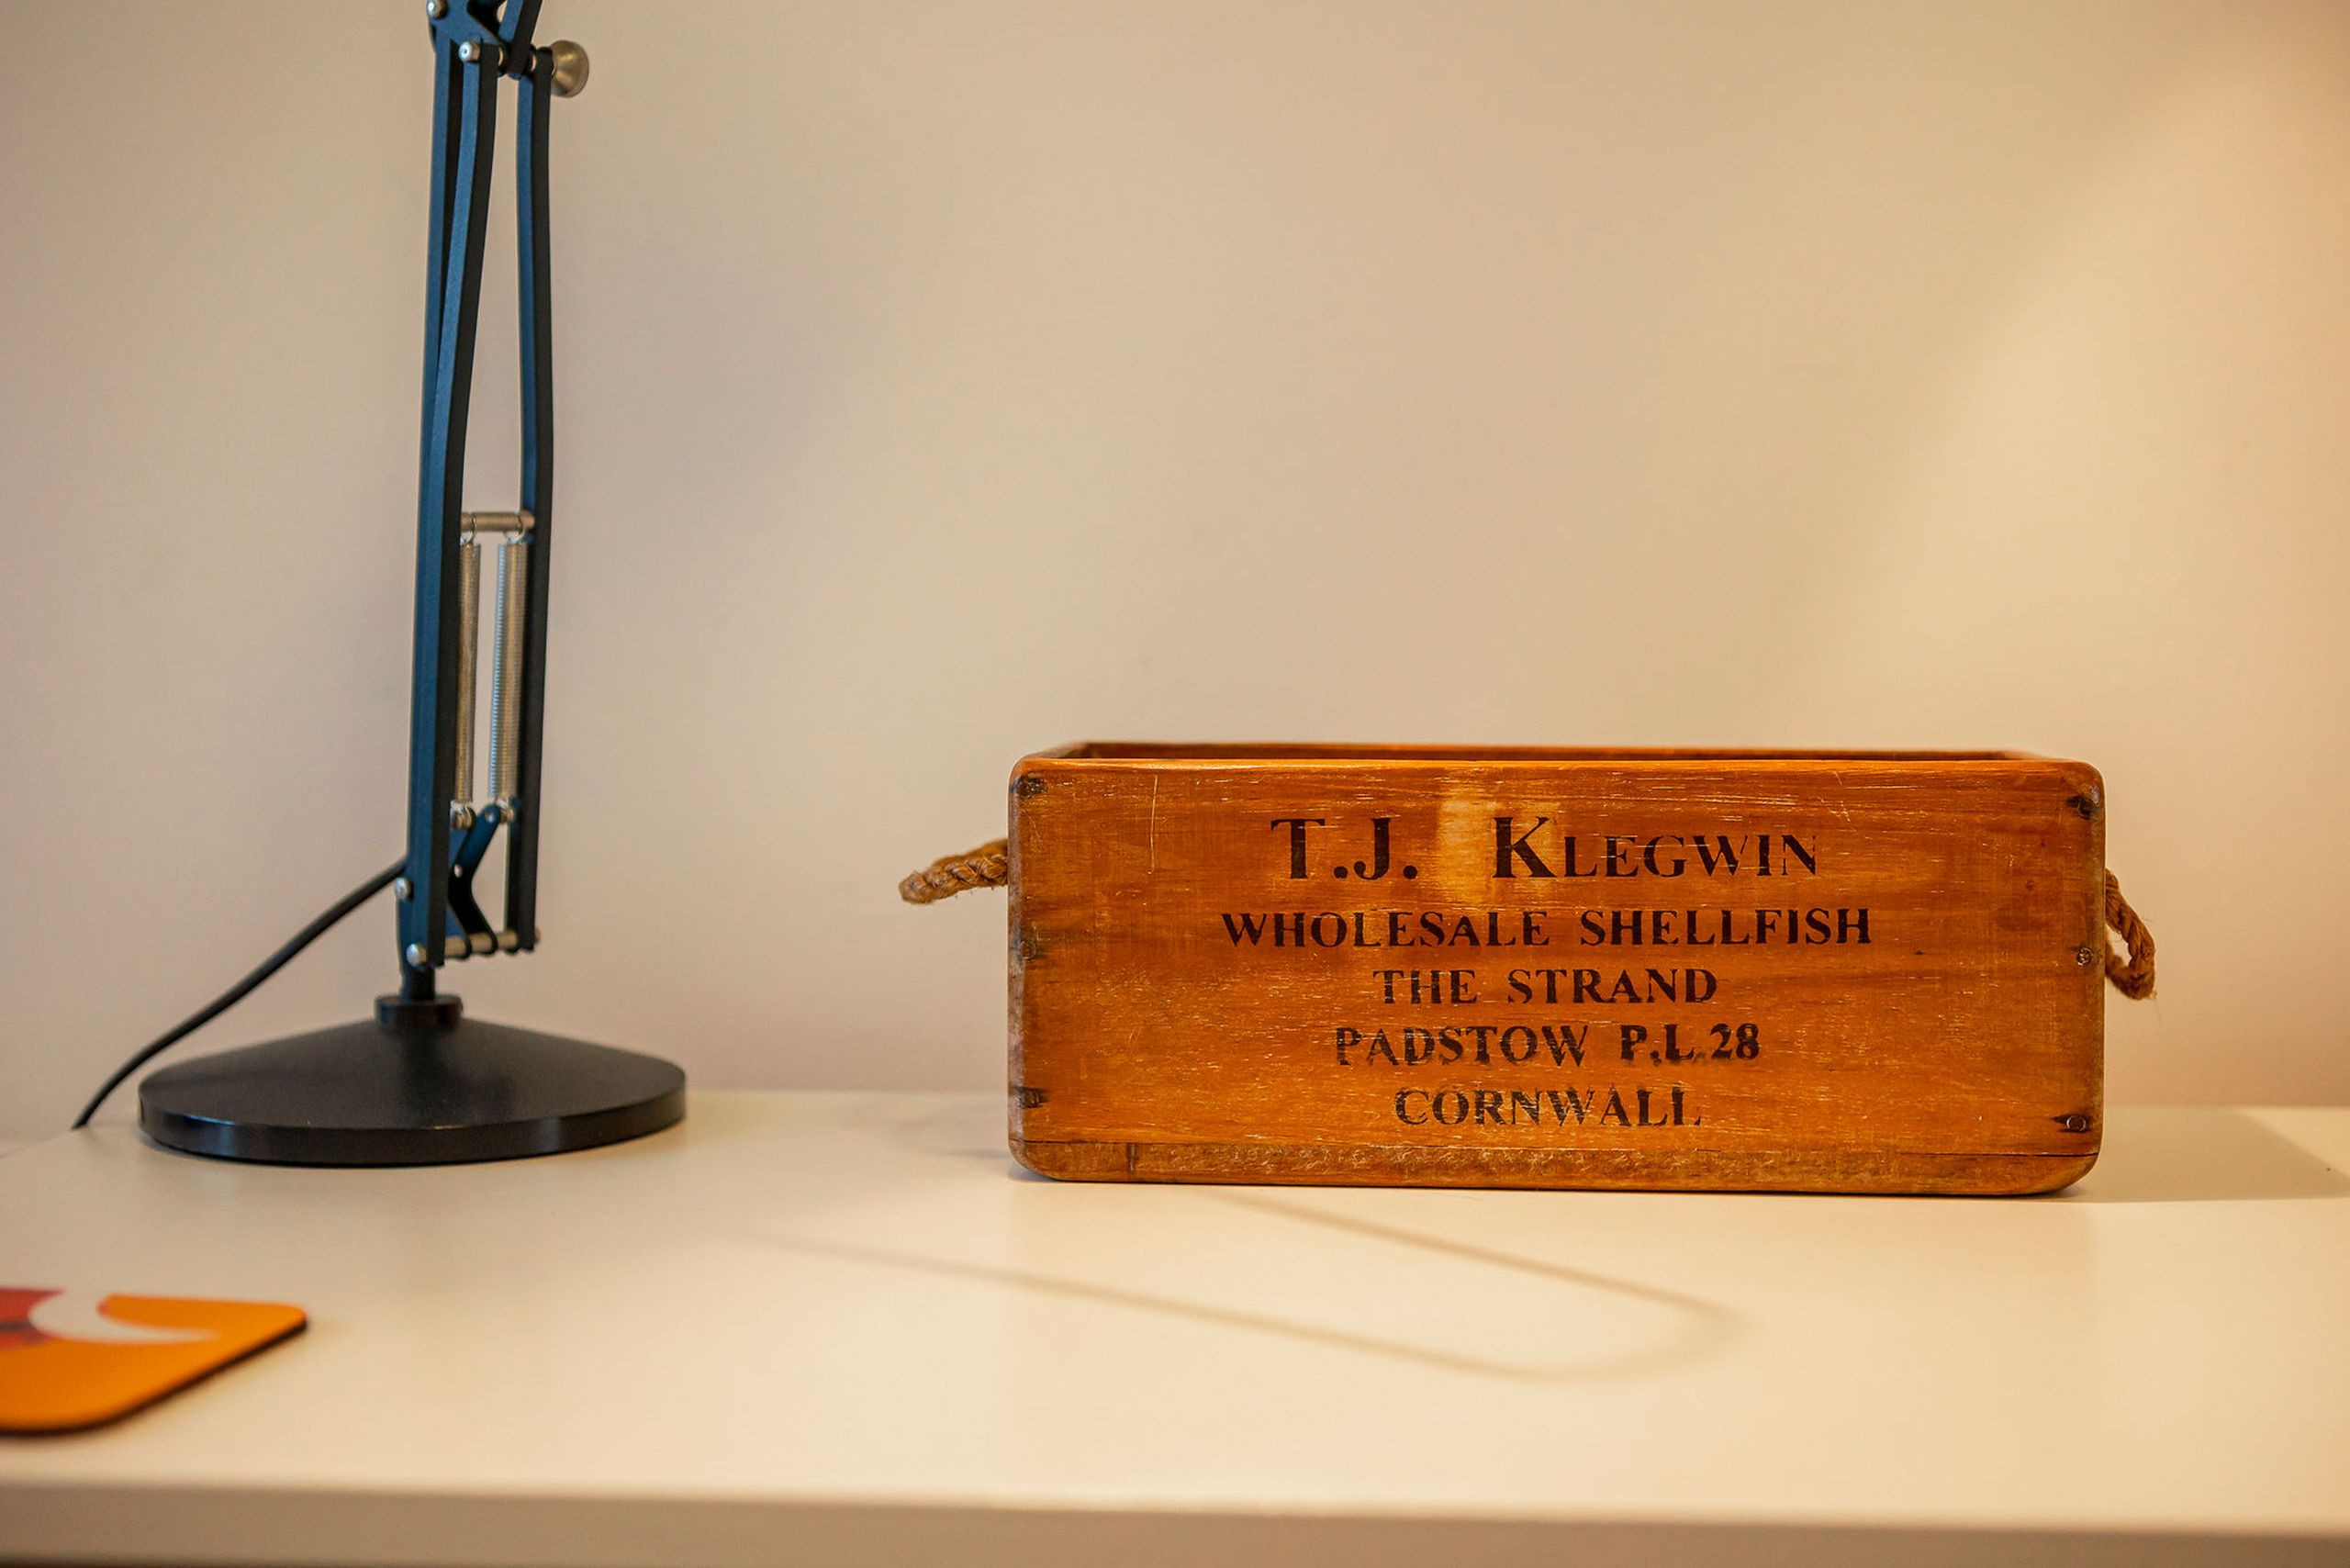 T.J. KLEGWIN
WHOLESALE SHELLFISH
THE STRAND
PADSTOW P.L.28
CORNWALL